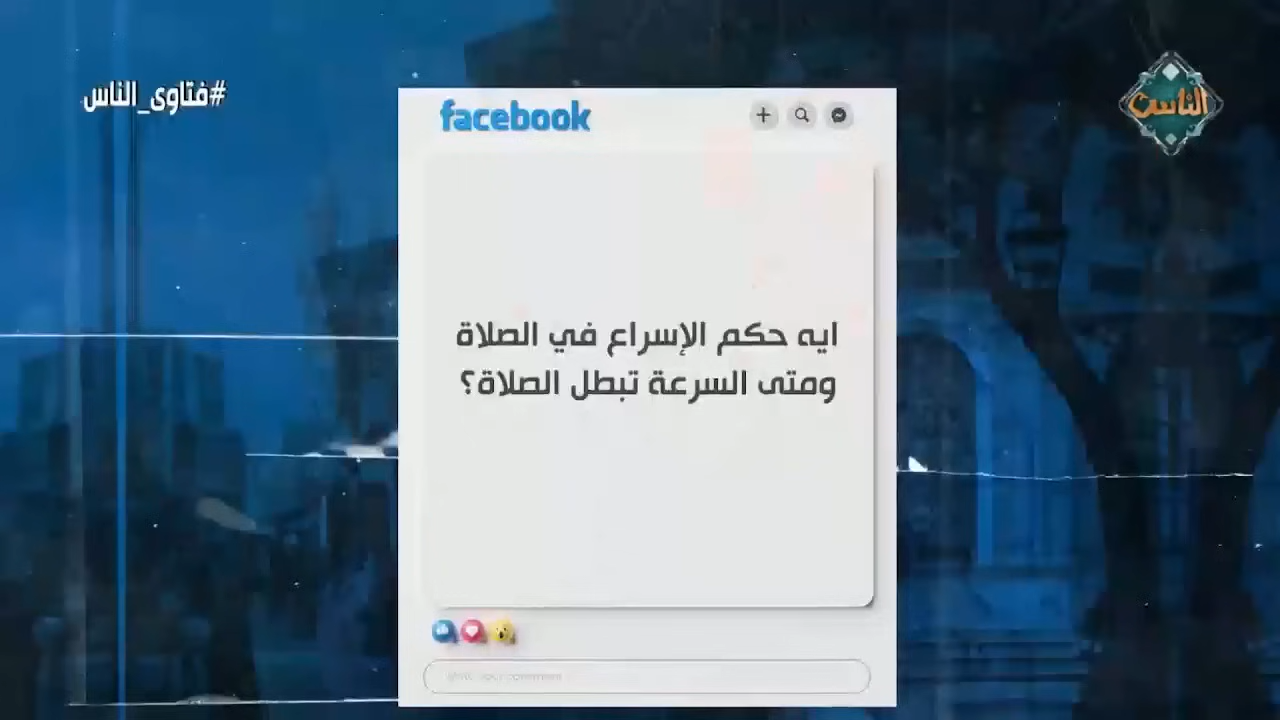 #فتاوى_الناس
الناس
facebook
ايه حكم الإسراع في الصلاة
ومتى السرعة تبطل الصلاة؟